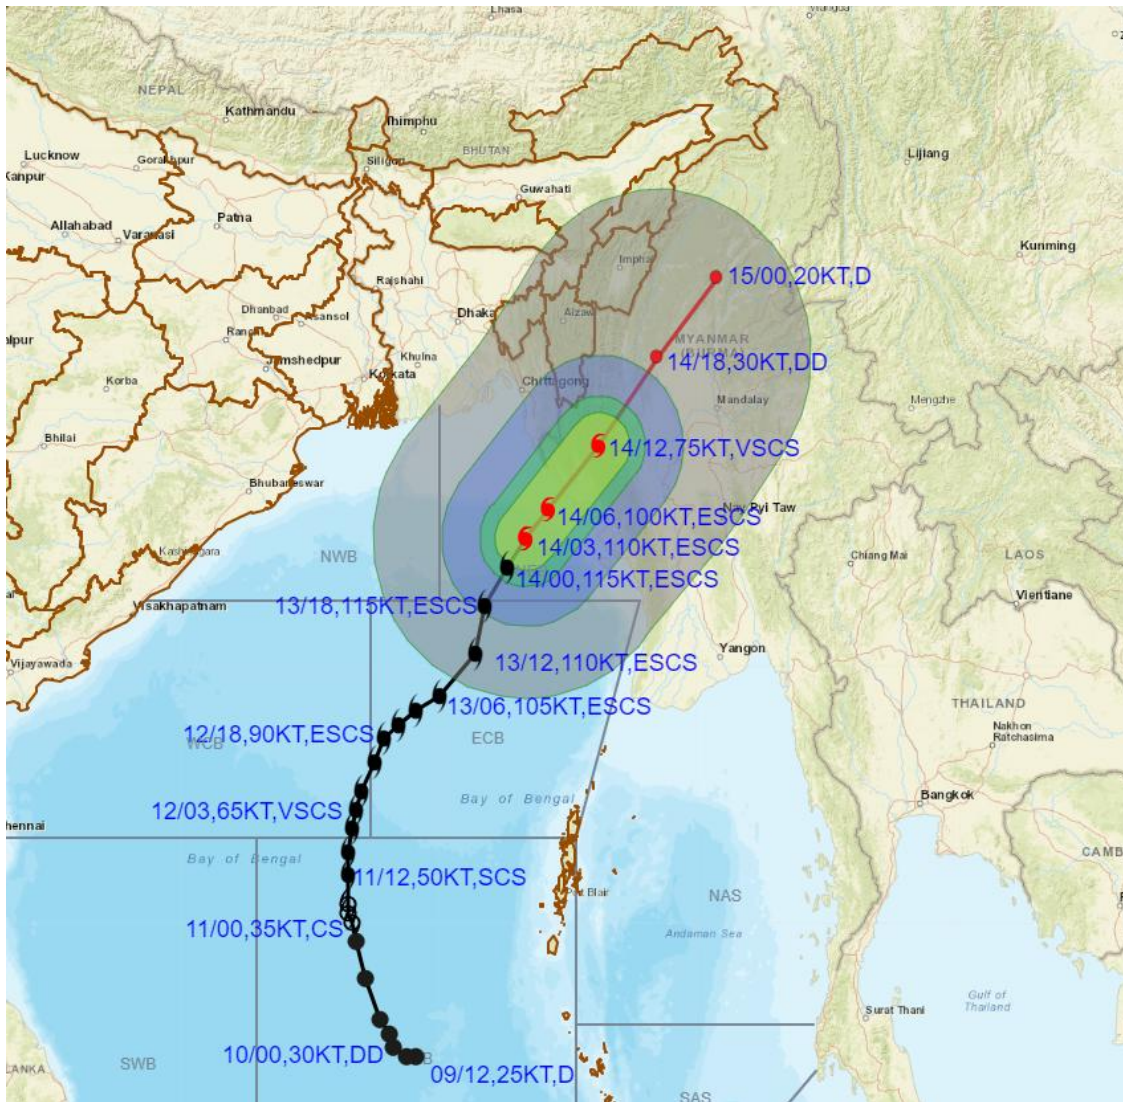 Lhasa
NEPAL
Kathmandu
Thimphu
BHUTAN
Lucknow
Gorakhpur
Siliguri
Lijiang
Kanpur
Guwahati
Allahabad
Patna
Varanasi
Kunming
Imphal
Rajshahi
15/00,20KT,D
Dhanbad
Asansol
Dhaka
Aizawl
Ranchi
MYANMAR
(BURMA)
Jamshedpur
Khulna
14/18,30KT,DD
Korba
Kolkata
Chittagong
Mandalay
Mengzhe
Bhilai
14/12,75KT,VSCS
Bhubaneswar
Nay Pyi Taw
14/06,100KT,ESCS
NWB
14/03,110KT,ESCS
Chiang Mai
LAOS
14/00,115KT,ESCS
Visakhapatnam
13/18,115KT,ESCS
Vientiane
Vijayawada
13/12,110KT,ESCS
Yangon
13/06,105KT,ESCS
THAILAND
Nakhon
Ratchasima
12/18,90KT,ESCS
WCB
ECB
Bay of Bengal
Bangkok
12/03,65KT,VSCS
Chennai
Bay of Bengal
CAMB
11/12,50KT,SCS
Port Blair
NAS
11/00,35KT,CS
Andaman Sea
Gulf of
Thailand
Surat Thani
10/00,30KT,DD
SWB
LANKA
09/12,25KT,D
SAS